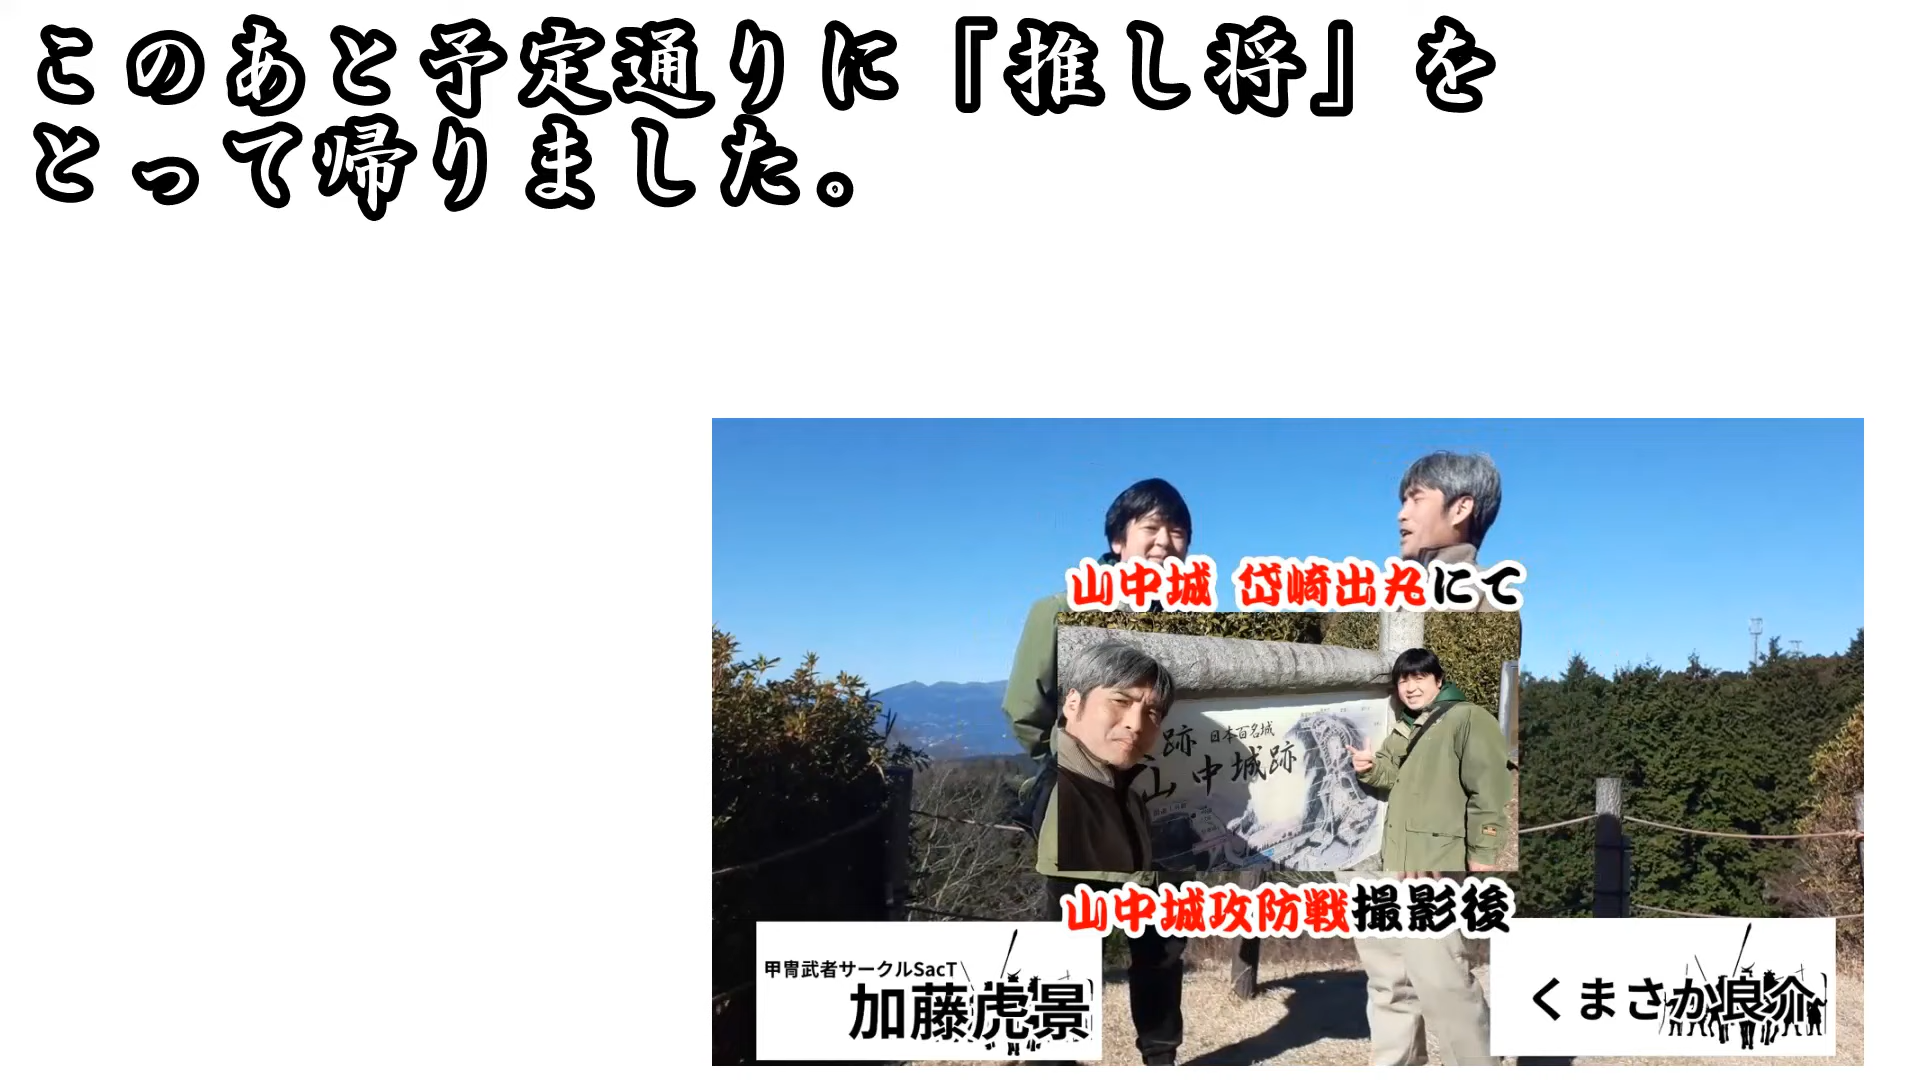 このあと予定通りに『推し将』を
とって帰りました。
山中城 岱崎出丸にて
跡 日本百名城
山中城跡
山中城攻防戦撮影後
甲冑武者サークルSacT
加藤虎景
くまさか良介